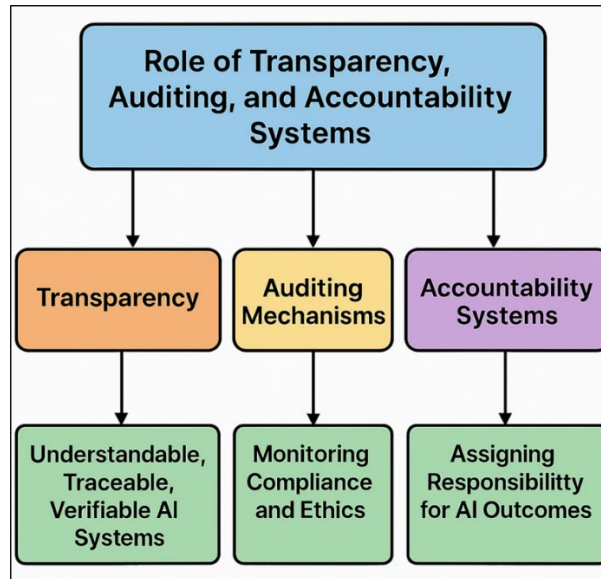 Role of Transparency,
Auditing, and Accountability
Systems
Transparency
Auditing
Mechanisms
Accountability
Systems
Understandable,
Traceable,
Verifiable AI
Systems
Monitoring
Compliance
and Ethics
Assigning
Responsibilitty
for AI Outcomes